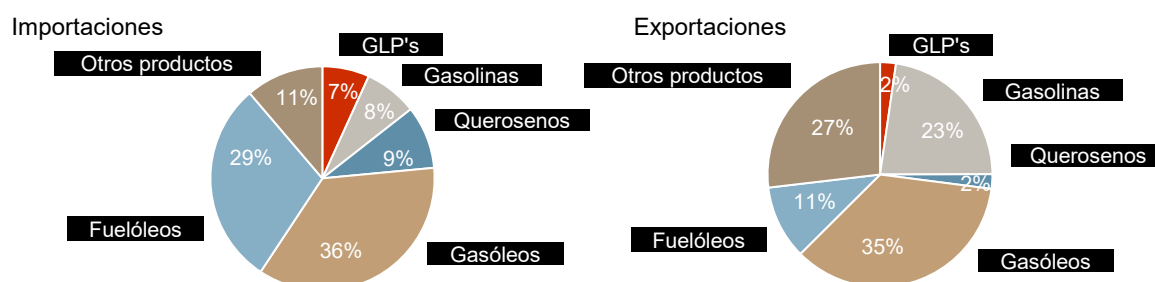 Importaciones
GLP's
Otros productos
Gasolinas
7%
11%
8%
Querosenos
29%
9%
Fuelóleos
36%
Gasóleos
Exportaciones
GLP's
Otros productos
2%
Gasolinas
27%
23%
Querosenos
2%
11%
Fuelóleos
35%
Gasóleos